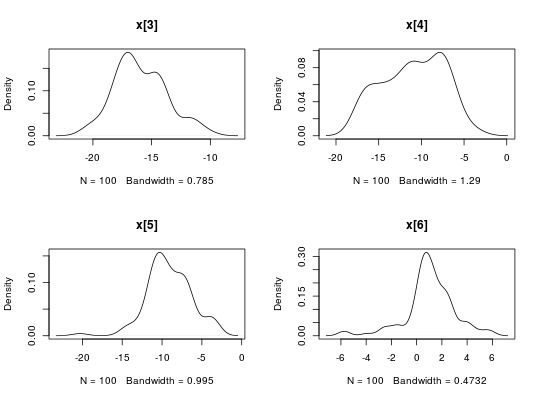 x[3]
x[4]
Density
0.00 0.10
-20 -15 -10
N = 100 Bandwidth = 0.785
Density
0.00 0.04 0.08
-20 -15 -10 -5 0
N = 100 Bandwidth = 1.29
x[5]
x[6]
Density
0.00 0.10
-20 -15 -10 -5 0
N = 100 Bandwidth = 0.995
Density
0.00 0.15 0.30
-6 -4 -2 0 2 4 6
N = 100 Bandwidth = 0.4732